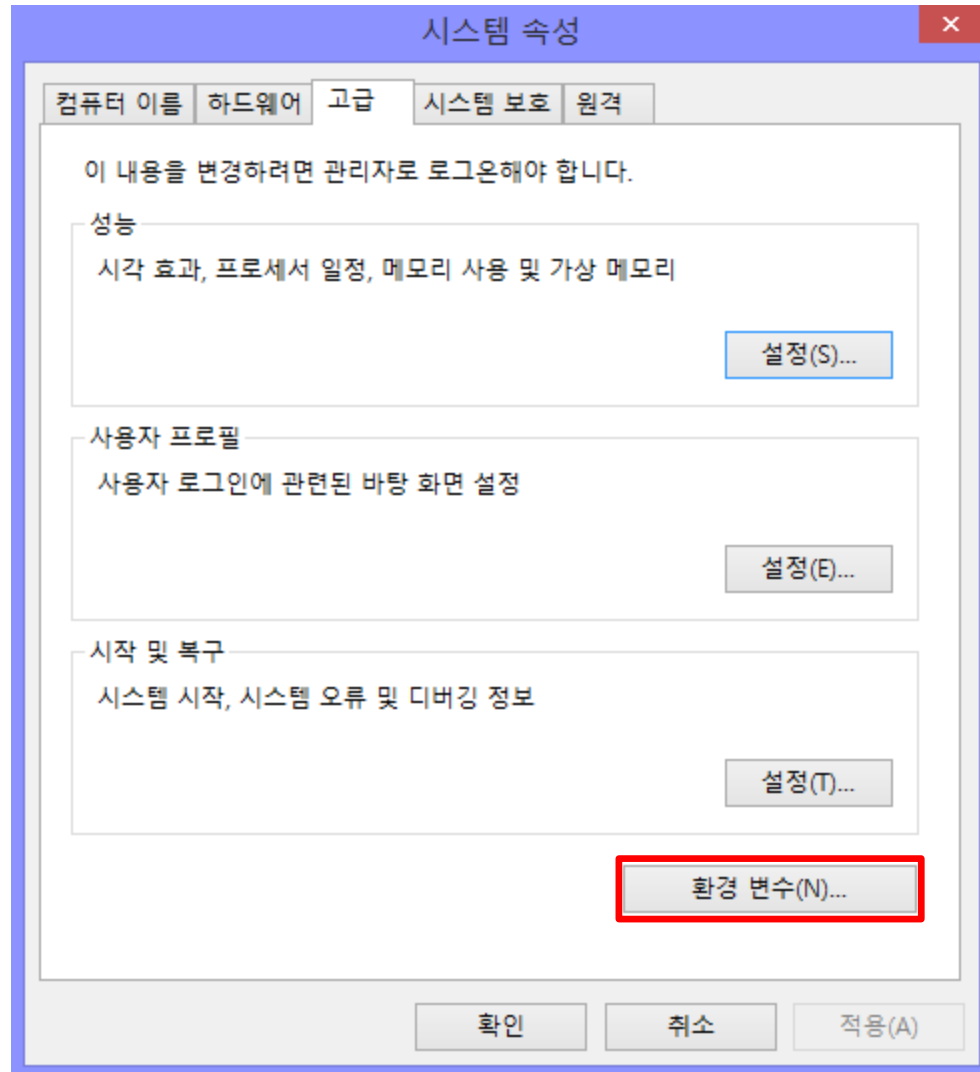 시스템 속성
컴퓨터 이름 하드웨어 고급 시스템 보호 원격
이 내용을 변경하려면 관리자로 로그온해야 합니다.
성능
시각 효과, 프로세서 일정, 메모리 사용 및 가상 메모리
설정(S)...
사용자 프로필
사용자 로그인에 관련된 바탕 화면 설정
설정(E)...
시작 및 복구
시스템 시작, 시스템 오류 및 디버깅 정보
설정(T)...
환경 변수(N)...
확인 취소 적용(A)